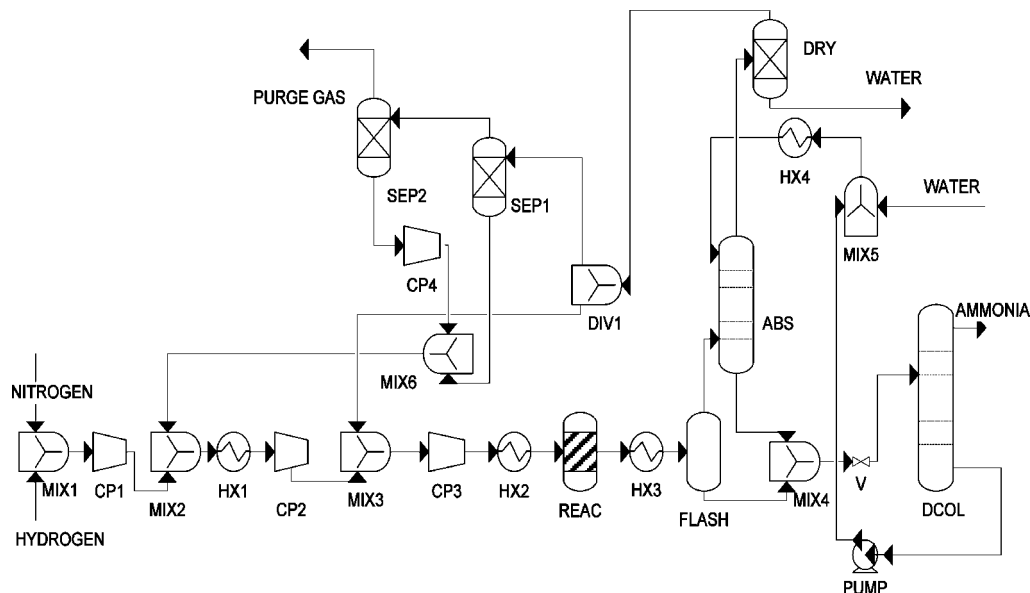 DRY
WATER
PURGE GAS
HX4
SEP2
SEP1
WATER
MIX5
CP4
DIV1
ABS
AMMONIA
MIX6
NITROGEN
MIX1
CP1
MIX2
HX1
CP2
MIX3
CP3
HX2
REAC
HX3
FLASH
MIX4
V
DCOL
HYDROGEN
PUMP